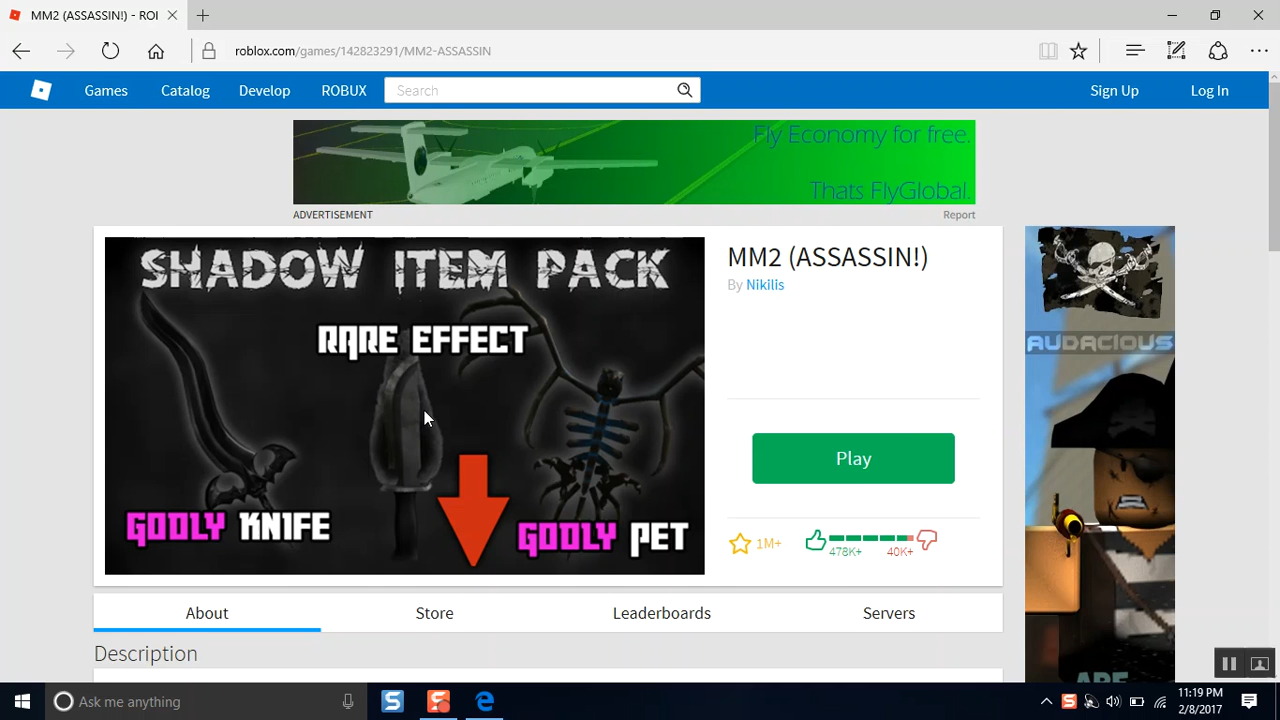 MM2 (ASSASSIN!) - ROI
roblox.com/games/142823291/MM2-ASSASSIN
Games
Catalog
Develop
ROBUX
Search
Sign Up
Log In
Fly Economy for free.
Thats FlyGlobal.
ADVERTISEMENT
Report
SHADOW ITEM PACK
RARE EFFECT
GODLY KNIFE
GODLY PET
MM2 (ASSASSIN!)
By Nikilis
Play
1M+
478K+
40K+
AUDACIOUS
ARE
About
Store
Leaderboards
Servers
Description
Ask me anything
11:19 PM
2/8/2017